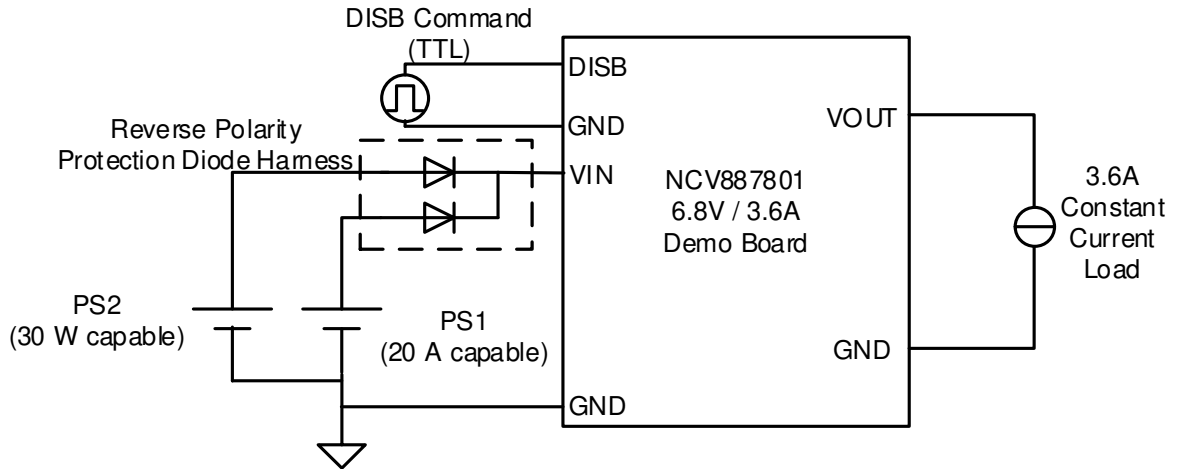 DISB Command
(TTL)
DISB
GND
Reverse Polarity
Protection Diode Harness
VIN
VOUT
NCV887801
6.8V / 3.6A
Demo Board
3.6A
Constant
Current
Load
PS2
(30 W capable)
PS1
(20 A capable)
GND
GND